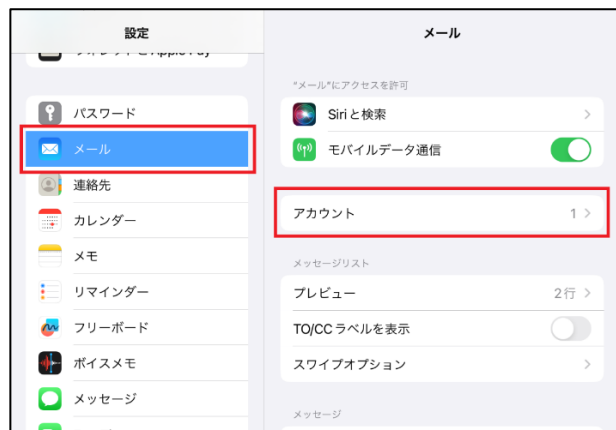 設定
メール
パスワード
メール
連絡先
カレンダー
メモ
リマインダー
フリーボード
ボイスメモ
メッセージ
"メール"にアクセスを許可
Siriと検索
モバイルデータ通信
アカウント 1
メッセージリスト
プレビュー 2行
TO/CCラベルを表示
スワイプオプション
メッセージ